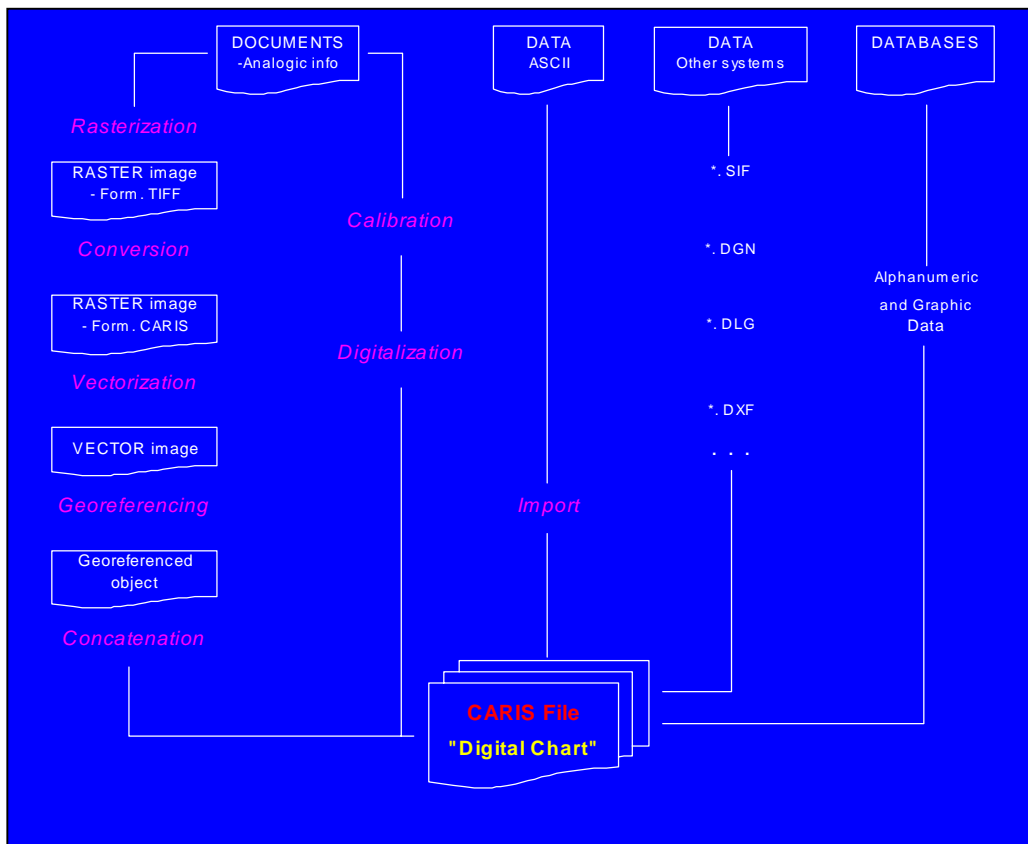 DOCUMENTS
-Analogic info
DATA
ASCII
DATA
Other systems
DATABASES
Rasterization
RASTER image
- Form. TIFF
Conversion
RASTER image
- Form. CARIS
Vectorization
VECTOR image
Georeferencing
Georeferenced
object
Concatenation
Calibration
Digitalization
Import
*. SIF
*. DGN
*. DLG
*. DXF
. . .
Alphanumeric
and Graphic
Data
CARIS File
"Digital Chart"